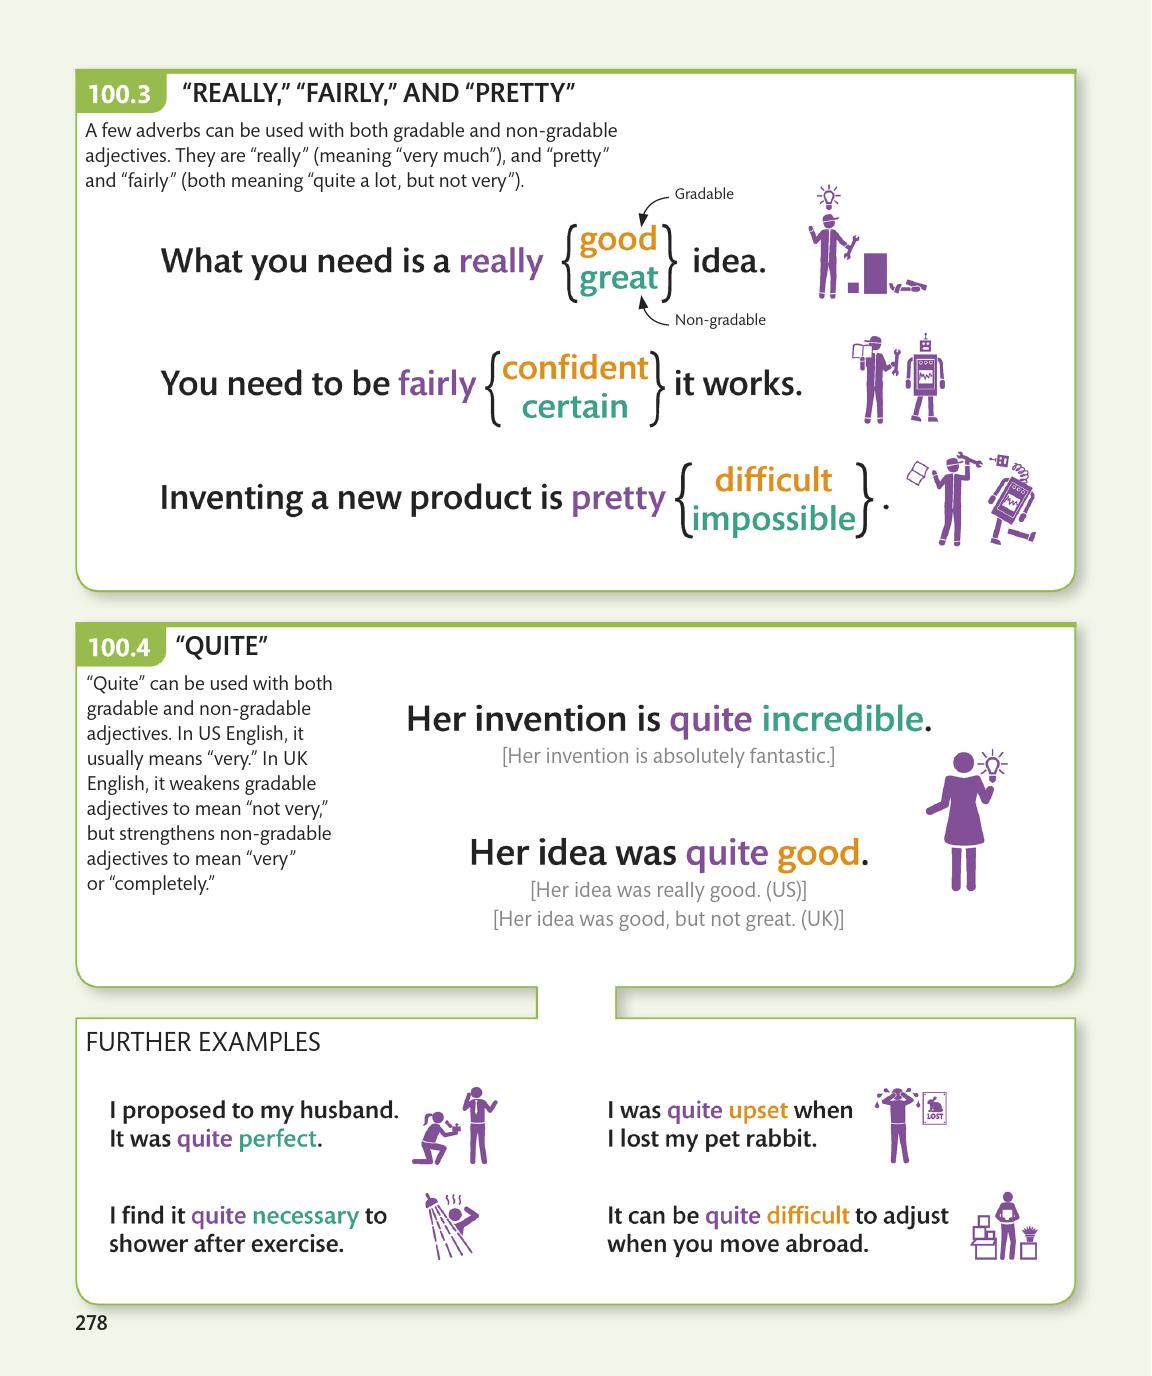 100.3 “REALLY,” “FAIRLY,” AND “PRETTY”
A few adverbs can be used with both gradable and non-gradable
adjectives. They are “really” (meaning “very much”), and “pretty”
and “fairly” (both meaning “quite a lot, but not very”).
Gradable
What you need is a really { good
great } idea.
Non-gradable
You need to be fairly { confident
certain } it works.
Inventing a new product is pretty { difficult
impossible } .
100.4 “QUITE”
“Quite” can be used with both
gradable and non-gradable
adjectives. In US English, it
usually means “very.” In UK
English, it weakens gradable
adjectives to mean “not very,”
but strengthens non-gradable
adjectives to mean “very”
or “completely.”
Her invention is quite incredible.
[Her invention is absolutely fantastic.]
Her idea was quite good.
[Her idea was really good. (US)]
[Her idea was good, but not great. (UK)]
FURTHER EXAMPLES
I proposed to my husband.
It was quite perfect.
I was quite upset when
I lost my pet rabbit.
LOST
I find it quite necessary to
shower after exercise.
It can be quite difficult to adjust
when you move abroad.
278